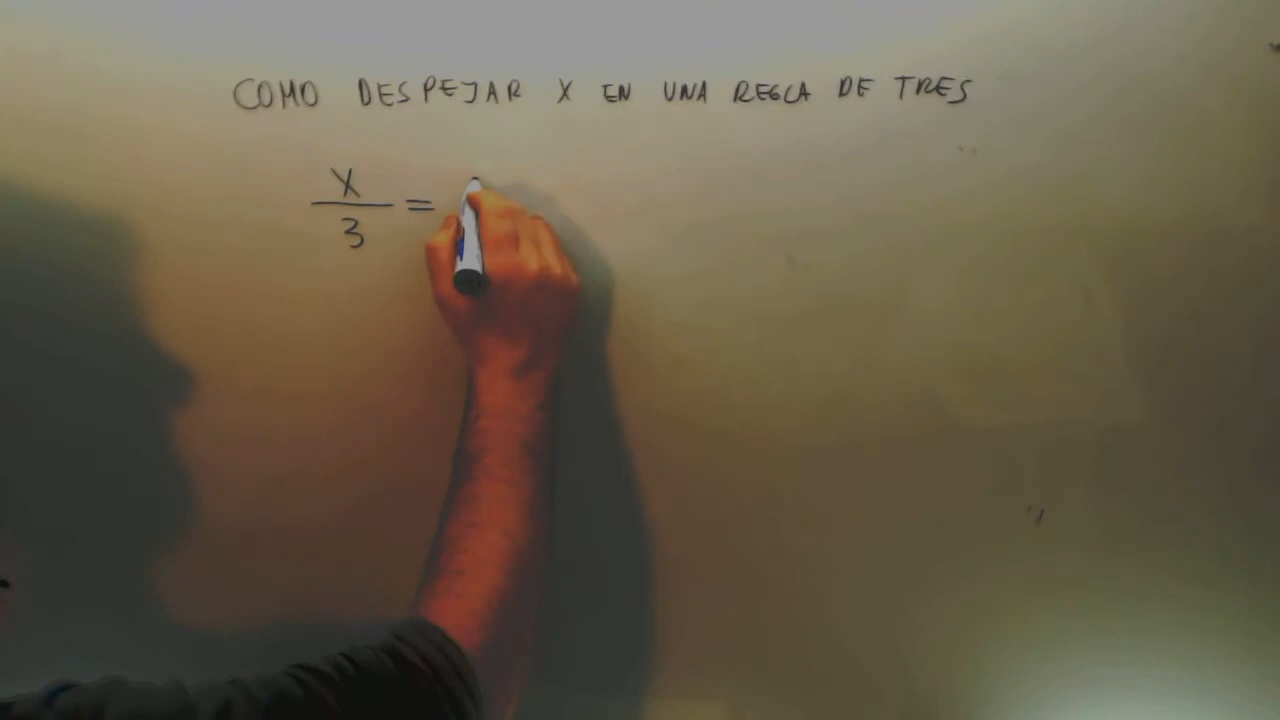 COMO DESPEJAR X EN UNA REGLA DE TRES
X/3 =